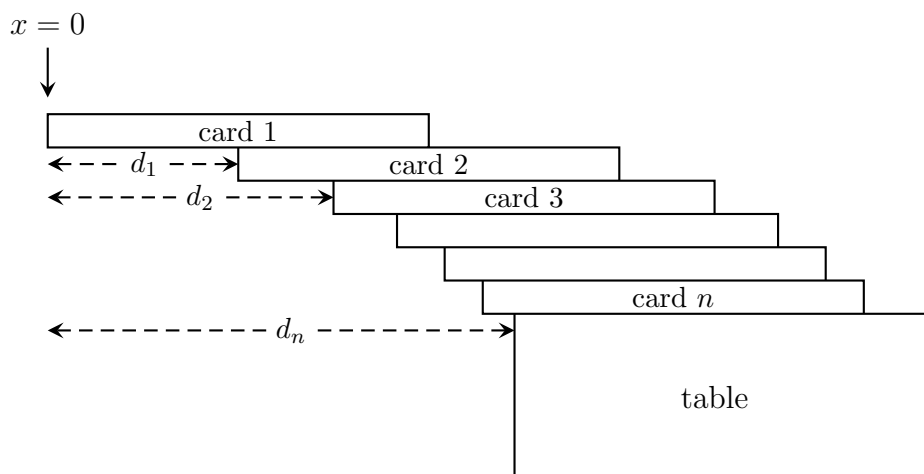 x = 0
card 1
d₁
card 2
d₂
card 3
card n
dₙ
table